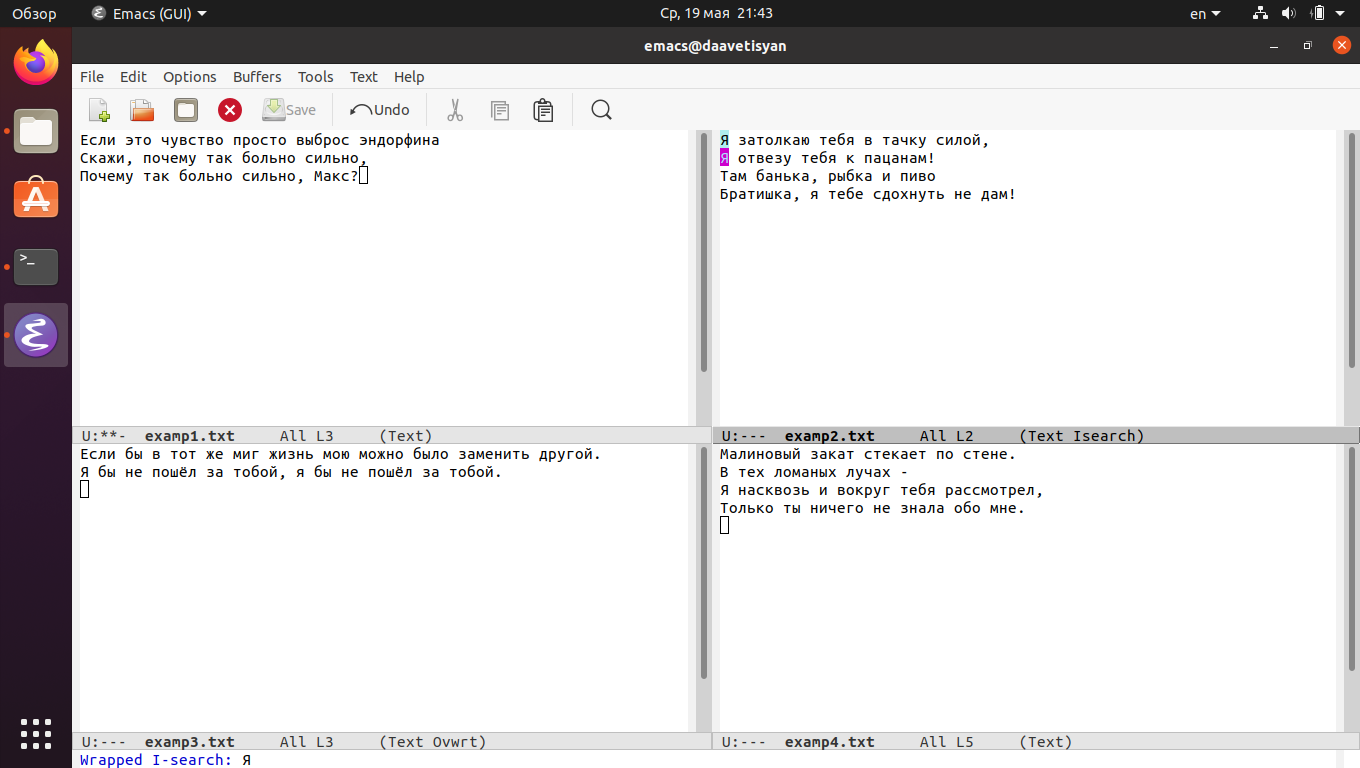 Обзор Emacs (GUI) Ср, 19 мая 21:43 en
emacs@daavetisyan
File Edit Options Buffers Tools Text Help
Save Undo
Если это чувство просто выброс эндорфина
Скажи, почему так больно сильно,
Почему так больно сильно, Макс?
U:**- examp1.txt All L3 (Text)
Я затолкаю тебя в тачку силой,
Я отвезу тебя к пацанам!
Там банька, рыбка и пиво
Братишка, я тебе сдохнуть не дам!
U:--- examp2.txt All L2 (Text Isearch)
Если бы в тот же миг жизнь мою можно было заменить другой.
Я бы не пошёл за тобой, я бы не пошёл за тобой.
U:--- examp3.txt All L3 (Text Ovwrt)
Малиновый закат стекает по стене.
В тех ломаных лучах -
Я насквозь и вокруг тебя рассмотрел,
Только ты ничего не знала обо мне.
U:--- examp4.txt All L5 (Text)
Wrapped I-search: Я